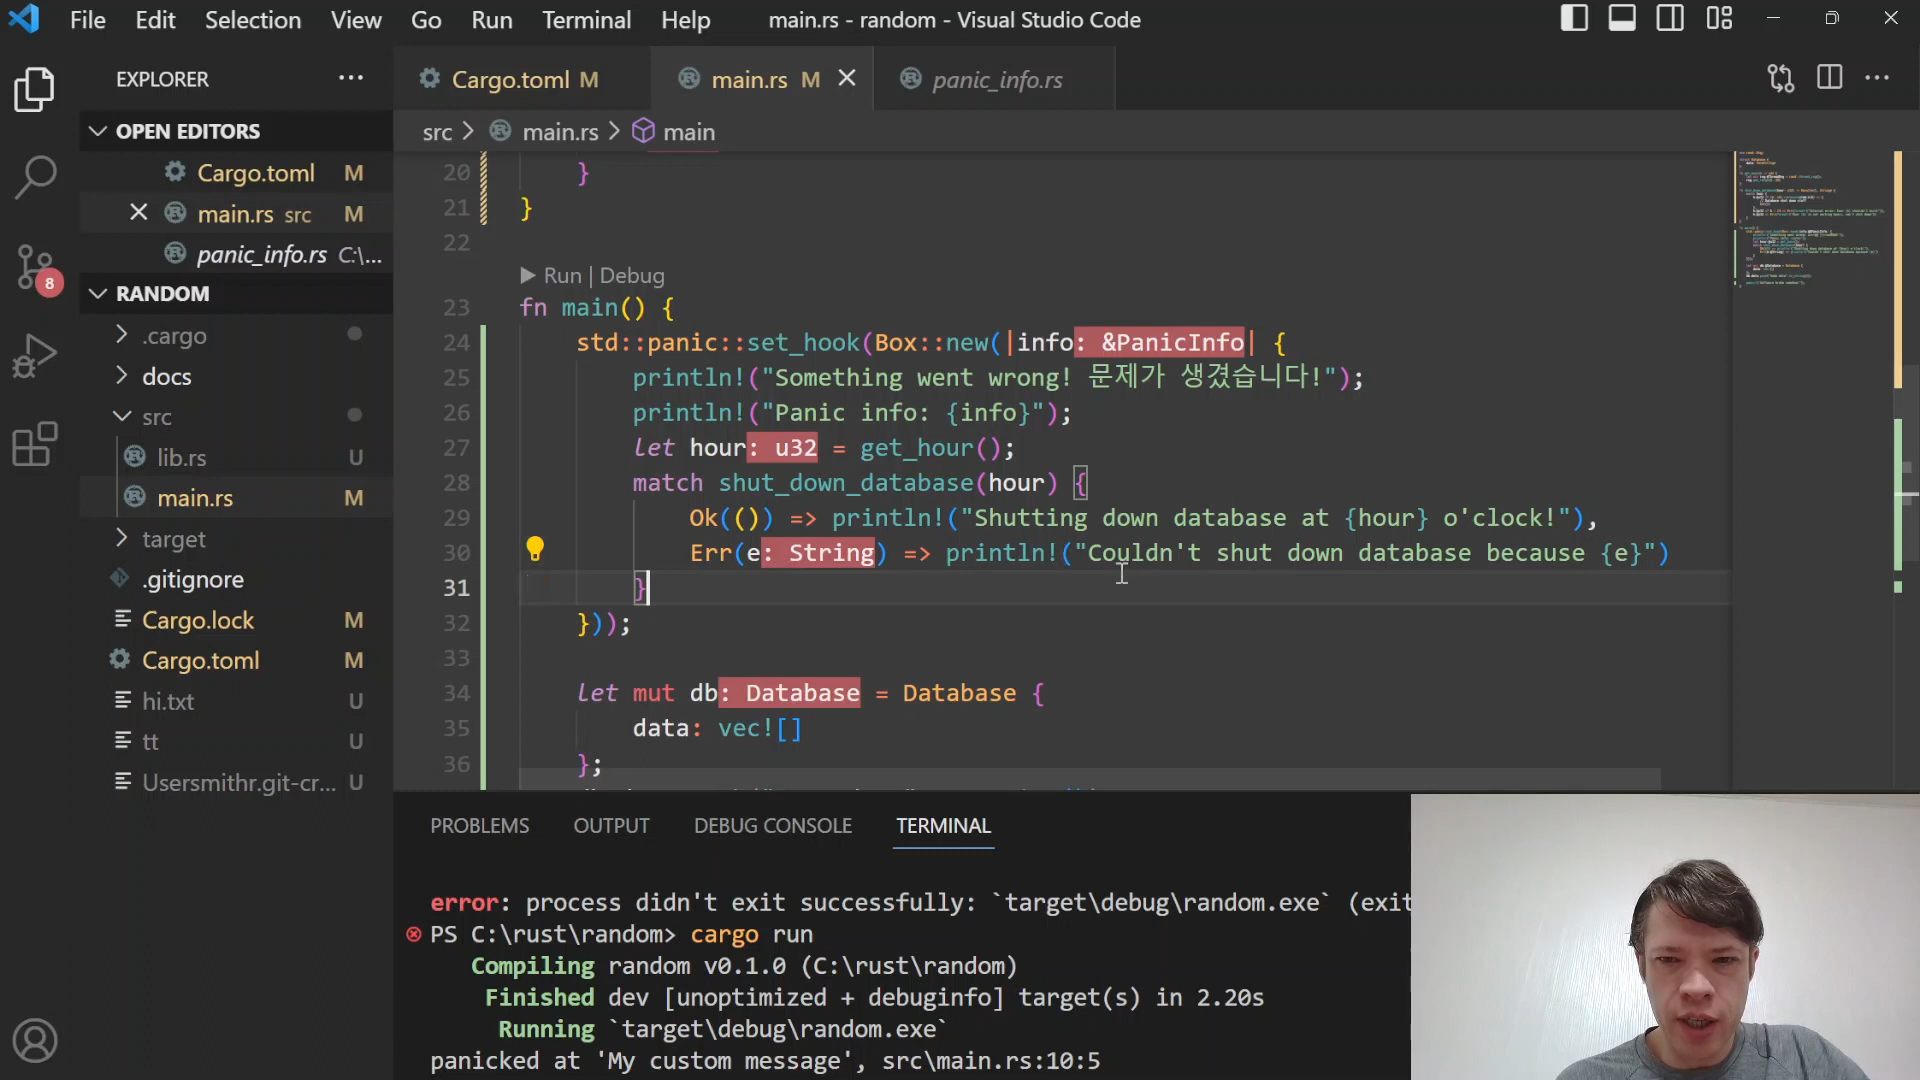 File Edit Selection View Go Run Terminal Help main.rs - random - Visual Studio Code
EXPLORER
Cargo.toml M
main.rs M
panic_info.rs
OPEN EDITORS
src > main.rs > main
Cargo.toml M
main.rs src M
panic_info.rs C:\...
RANDOM
.cargo
docs
src
lib.rs U
main.rs M
target
.gitignore
Cargo.lock M
Cargo.toml M
hi.txt U
tt U
Usersmithr.git-cr... U
8
20 }
21 }
22
Run | Debug
23 fn main() {
24 std::panic::set_hook(Box::new(|info: &PanicInfo| {
25 println!("Something went wrong! 문제가 생겼습니다!");
26 println!("Panic info: {info}");
27 let hour: u32 = get_hour();
28 match shut_down_database(hour) {
29 Ok(()) => println!("Shutting down database at {hour} o'clock!"),
30 Err(e: String) => println!("Couldn't shut down database because {e}")
31 }
32 }));
33
34 let mut db: Database = Database {
35 data: vec![]
36 };
PROBLEMS OUTPUT DEBUG CONSOLE TERMINAL
error: process didn't exit successfully: `target\debug\random.exe` (exit
PS C:\rust\random> cargo run
Compiling random v0.1.0 (C:\rust\random)
Finished dev [unoptimized + debuginfo] target(s) in 2.20s
Running `target\debug\random.exe`
panicked at 'My custom message', src\main.rs:10:5